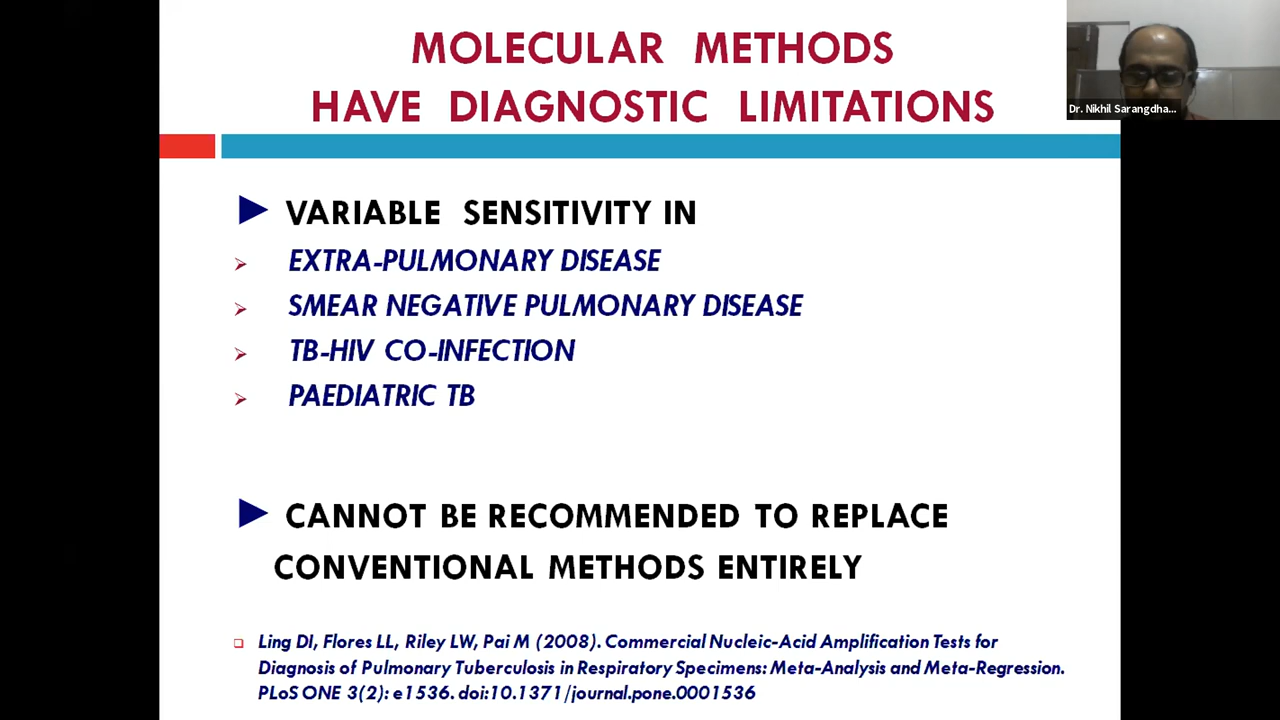 MOLECULAR METHODS
HAVE DIAGNOSTIC LIMITATIONS
Dr. Nikhil Sarangdha...
VARIABLE SENSITIVITY IN
EXTRA-PULMONARY DISEASE
SMEAR NEGATIVE PULMONARY DISEASE
TB-HIV CO-INFECTION
PAEDIATRIC TB
CANNOT BE RECOMMENDED TO REPLACE
CONVENTIONAL METHODS ENTIRELY
Ling DI, Flores LL, Riley LW, Pai M (2008). Commercial Nucleic-Acid Amplification Tests for
Diagnosis of Pulmonary Tuberculosis in Respiratory Specimens: Meta-Analysis and Meta-Regression.
PLoS ONE 3(2): e1536. doi:10.1371/journal.pone.0001536